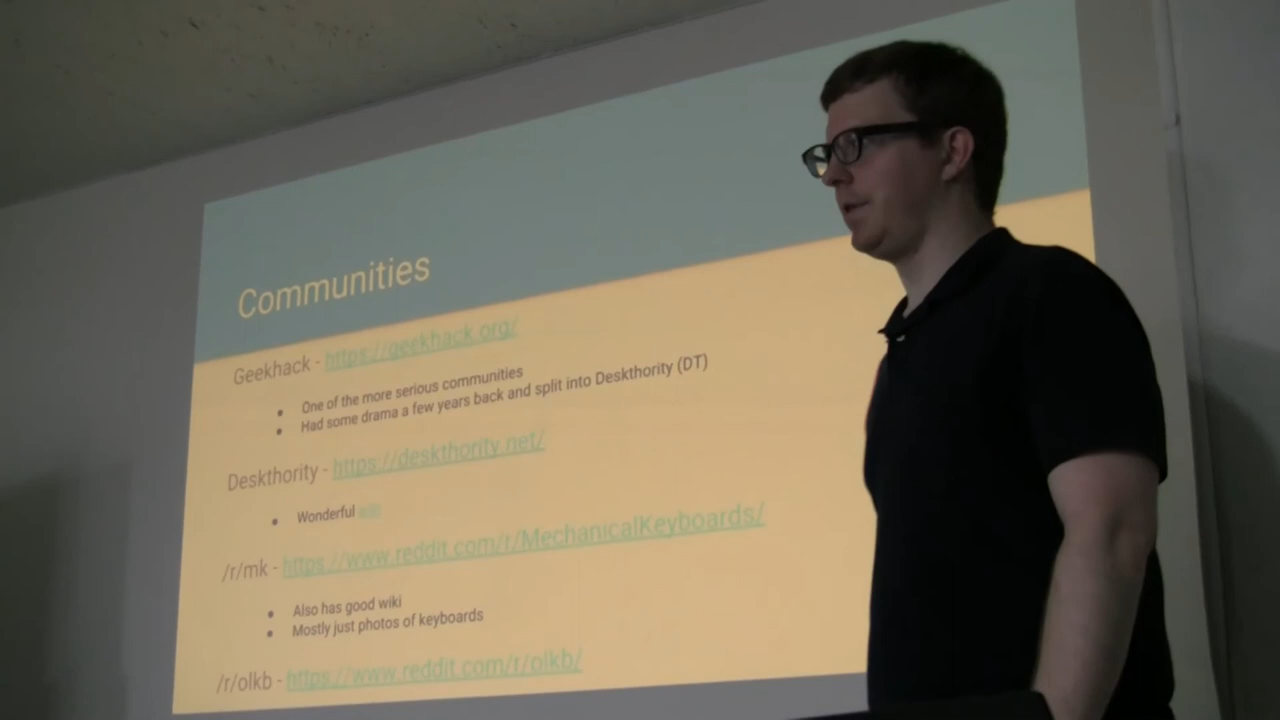 Communities
Geekhack - https://geekhack.org/
• One of the more serious communities
• Had some drama a few years back and split into Deskthority (DT)
Deskthority - https://deskthority.net/
• Wonderful wiki
/r/mk - https://www.reddit.com/r/MechanicalKeyboards/
• Also has good wiki
• Mostly just photos of keyboards
/r/olkb - https://www.reddit.com/r/olkb/